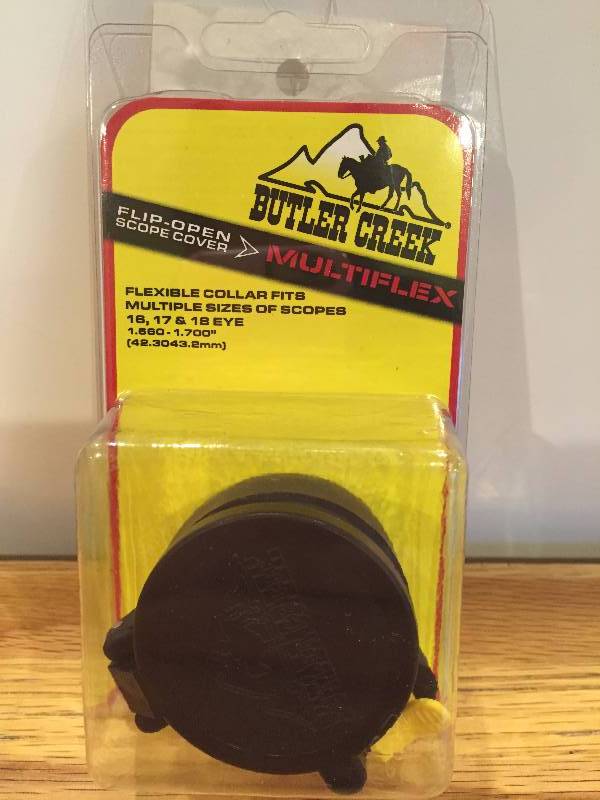 BUTLER CREEK®
FLIP-OPEN
SCOPE COVER
MULTIFLEX
FLEXIBLE COLLAR FITS
MULTIPLE SIZES OF SCOPES
16, 17 & 18 EYE
1.660 - 1.700"
(42.3043.2mm)